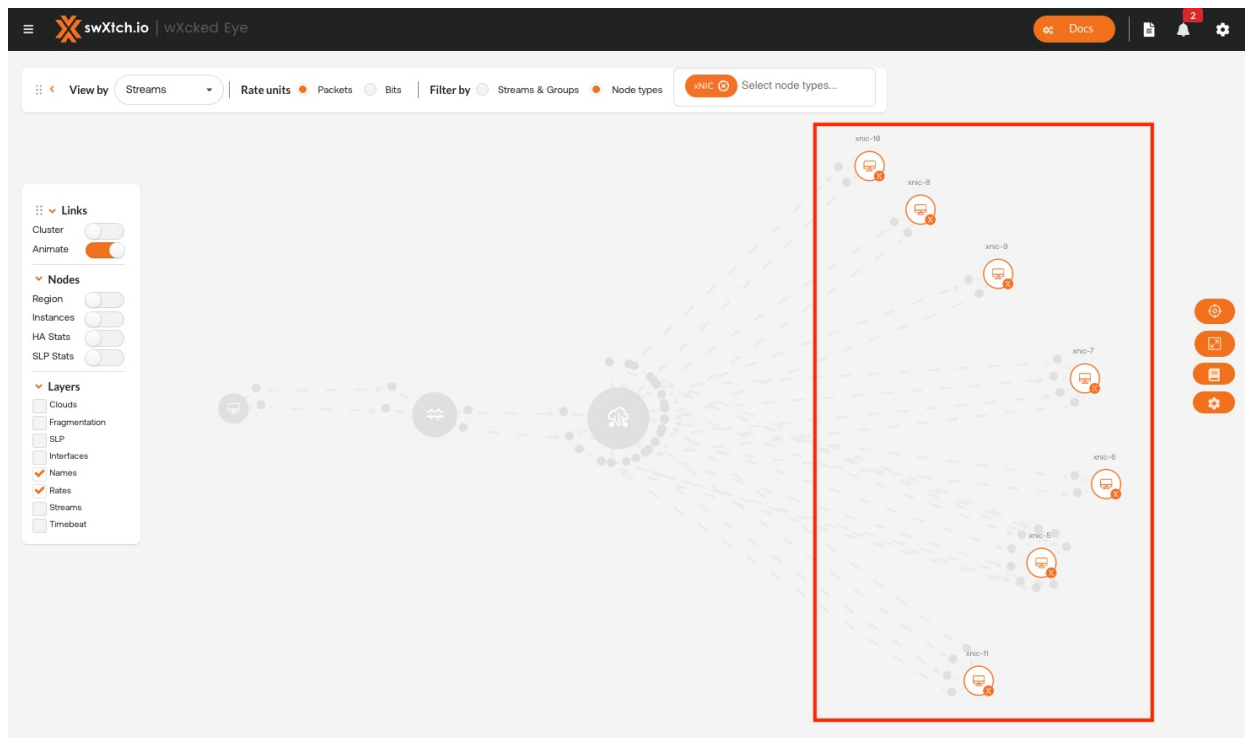 swXtch.io | wXcked Eye
Docs
2
View by Streams
Rate units Packets Bits
Filter by Streams & Groups Node types
xNIC Select node types...
Links
Cluster
Animate
Nodes
Region
Instances
HA Stats
SLP Stats
Layers
Clouds
Fragmentation
SLP
Interfaces
Names
Rates
Streams
Timebeat
xnic-10
xnic-8
xnic-9
xnic-7
xnic-6
xnic-5
xnic-11